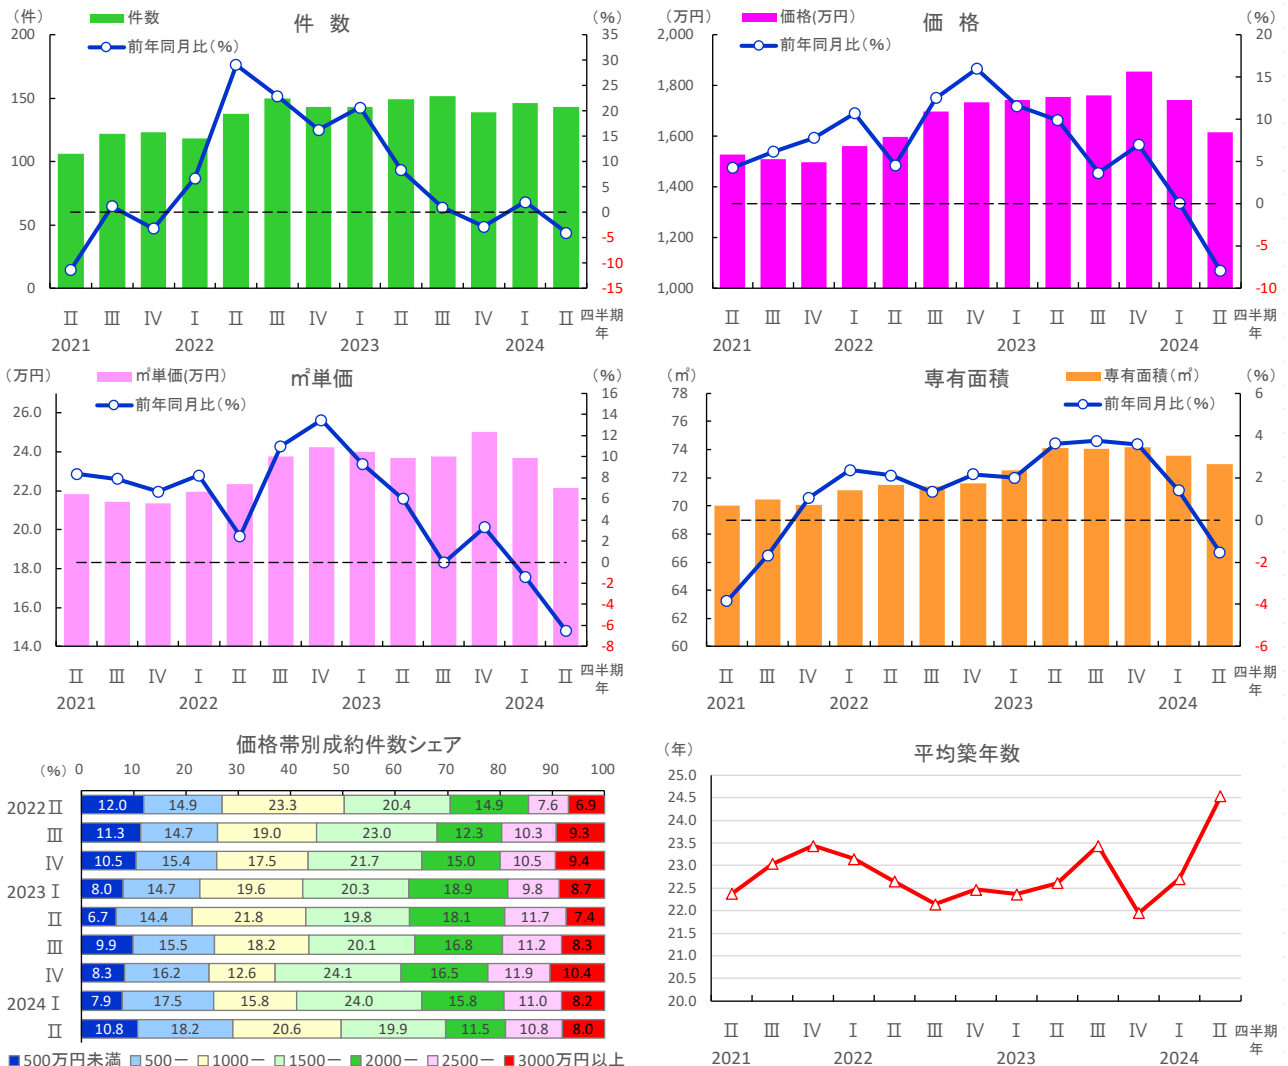 件　数
(件)
(%)
件数
前年同月比(%)
200
150
100
50
0
35
30
25
20
15
10
5
0
-5
-10
-15
Ⅱ Ⅲ Ⅳ Ⅰ Ⅱ Ⅲ Ⅳ Ⅰ Ⅱ Ⅲ Ⅳ Ⅰ Ⅱ 四半期
2021 2022 2023 2024 年
価　格
(万円)
(%)
価格(万円)
前年同月比(%)
2,000
1,800
1,600
1,400
1,200
1,000
20
15
10
5
0
-5
-10
Ⅱ Ⅲ Ⅳ Ⅰ Ⅱ Ⅲ Ⅳ Ⅰ Ⅱ Ⅲ Ⅳ Ⅰ Ⅱ 四半期
2021 2022 2023 2024 年
㎡単価
(万円)
(%)
㎡単価(万円)
前年同月比(%)
26.0
24.0
22.0
20.0
18.0
16.0
14.0
16
14
12
10
8
6
4
2
0
-2
-4
-6
-8
Ⅱ Ⅲ Ⅳ Ⅰ Ⅱ Ⅲ Ⅳ Ⅰ Ⅱ Ⅲ Ⅳ Ⅰ Ⅱ 四半期
2021 2022 2023 2024 年
専有面積
(㎡)
(%)
専有面積(㎡)
前年同月比(%)
78
76
74
72
70
68
66
64
62
60
6
4
2
0
-2
-4
-6
Ⅱ Ⅲ Ⅳ Ⅰ Ⅱ Ⅲ Ⅳ Ⅰ Ⅱ Ⅲ Ⅳ Ⅰ Ⅱ 四半期
2021 2022 2023 2024 年
価格帯別成約件数シェア
(%) 0 10 20 30 40 50 60 70 80 90 100
2022 Ⅱ 12.0 14.9 23.3 20.4 14.9 7.6 6.9
Ⅲ 11.3 14.7 19.0 23.0 12.3 10.3 9.3
Ⅳ 10.5 15.4 17.5 21.7 15.0 10.5 9.4
2023 Ⅰ 8.0 14.7 19.6 20.3 18.9 9.8 8.7
Ⅱ 6.7 14.4 21.8 19.8 18.1 11.7 7.4
Ⅲ 9.9 15.5 18.2 20.1 16.8 11.2 8.3
Ⅳ 8.3 16.2 12.6 24.1 16.5 11.9 10.4
2024 Ⅰ 7.9 17.5 15.8 24.0 15.8 11.0 8.2
Ⅱ 10.8 18.2 20.6 19.9 11.5 10.8 8.0
500万円未満 500ー 1000ー 1500ー 2000ー 2500ー 3000万円以上
平均築年数
(年)
25.0
24.5
24.0
23.5
23.0
22.5
22.0
21.5
21.0
20.5
20.0
Ⅱ Ⅲ Ⅳ Ⅰ Ⅱ Ⅲ Ⅳ Ⅰ Ⅱ Ⅲ Ⅳ Ⅰ Ⅱ 四半期
2021 2022 2023 2024 年